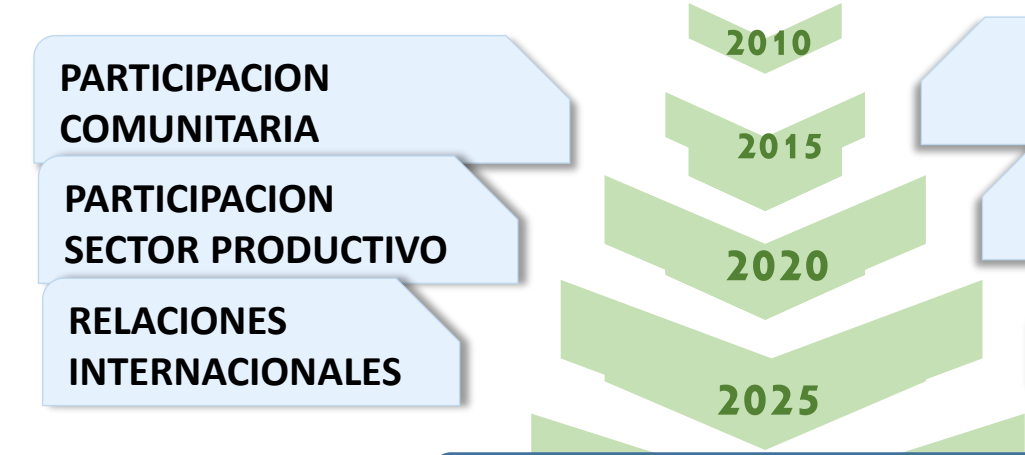 PARTICIPACION
COMUNITARIA
PARTICIPACION
SECTOR PRODUCTIVO
RELACIONES
INTERNACIONALES
2010
2015
2020
2025